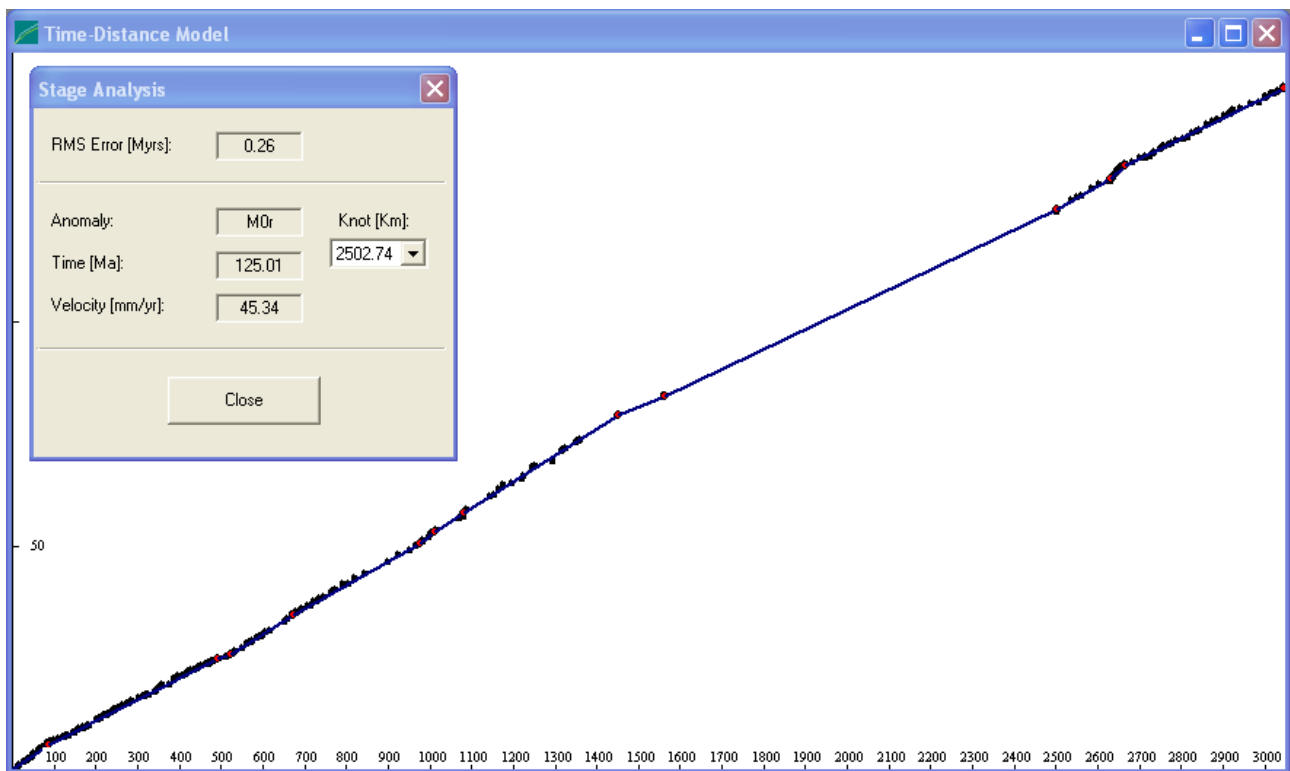 Time-Distance Model
Stage Analysis
RMS Error [Myrs]: 0.26
Anomaly: M0r Knot [Km]:
Time [Ma]: 125.01 2502.74
Velocity [mm/yr]: 45.34
Close
50
100 200 300 400 500 600 700 800 900 1000 1100 1200 1300 1400 1500 1600 1700 1800 1900 2000 2100 2200 2300 2400 2500 2600 2700 2800 2900 3000